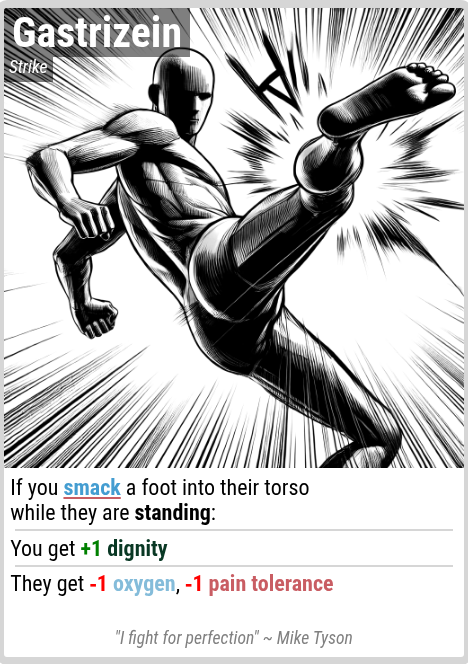 Gastrizein
Strike
If you smack a foot into their torso
while they are standing:
You get +1 dignity
They get -1 oxygen, -1 pain tolerance
"I fight for perfection" ~ Mike Tyson